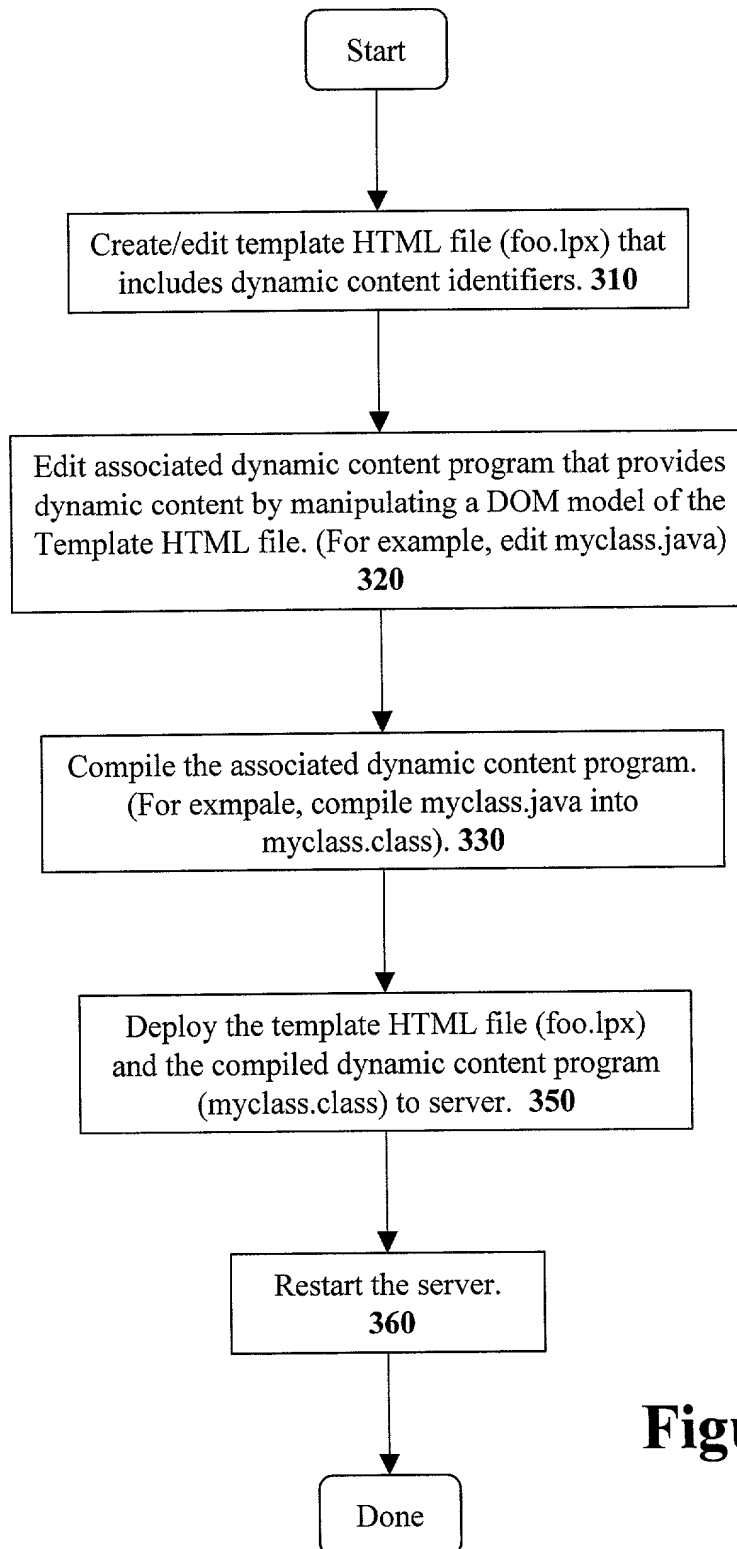 Start
Create/edit template HTML file (foo.lpx) that
includes dynamic content identifiers. 310
Edit associated dynamic content program that provides
dynamic content by manipulating a DOM model of the
Template HTML file. (For example, edit myclass.java)
320
Compile the associated dynamic content program.
(For exmpale, compile myclass.java into
myclass.class). 330
Deploy the template HTML file (foo.lpx)
and the compiled dynamic content program
(myclass.class) to server. 350
Restart the server.
360
Done